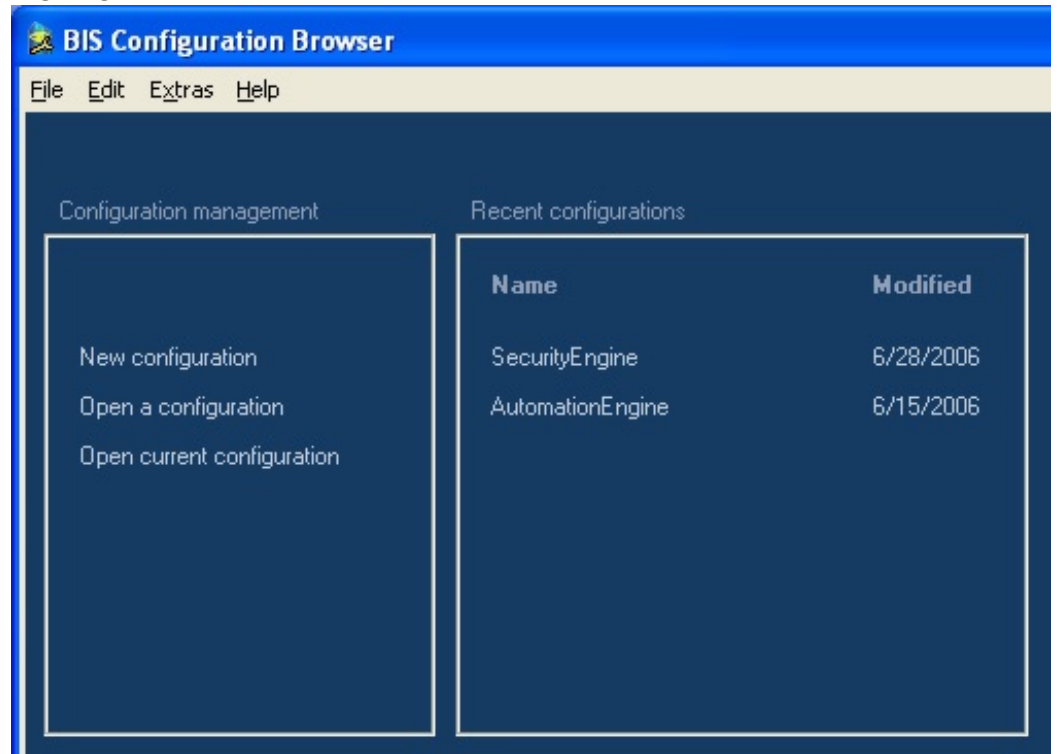 BIS Configuration Browser
File Edit Extras Help
Configuration management
New configuration
Open a configuration
Open current configuration
Recent configurations
Name Modified
SecurityEngine 6/28/2006
AutomationEngine 6/15/2006